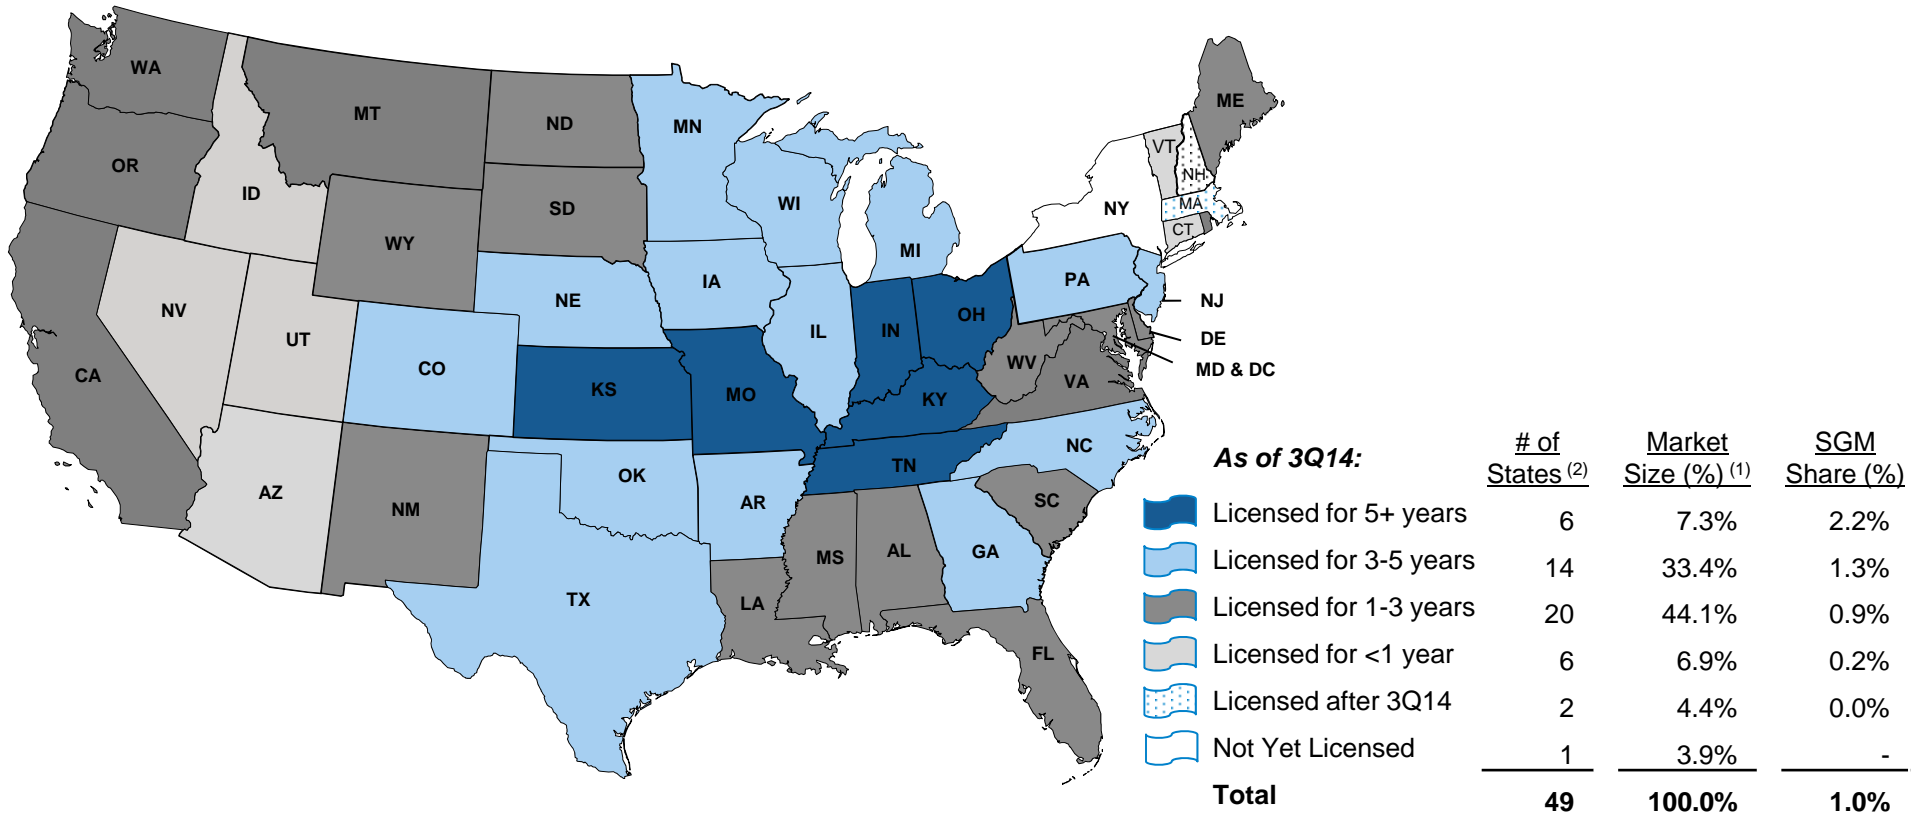 WA
MT
ND
MN
ME
OR
ID
SD
WI
VT
NH
MA
NY
CT
WY
MI
IA
PA
NE
NJ
NV
UT
IL
IN
OH
DE
CO
MD & DC
CA
WV
VA
KS
MO
KY
NC
TN
OK
AZ
NM
AR
SC
MS
AL
GA
TX
LA
FL
As of 3Q14:
# of States (2)
Market Size (%) (1)
SGM Share (%)
Licensed for 5+ years 6 7.3% 2.2%
Licensed for 3-5 years 14 33.4% 1.3%
Licensed for 1-3 years 20 44.1% 0.9%
Licensed for <1 year 6 6.9% 0.2%
Licensed after 3Q14 2 4.4% 0.0%
Not Yet Licensed 1 3.9% -
Total 49 100.0% 1.0%